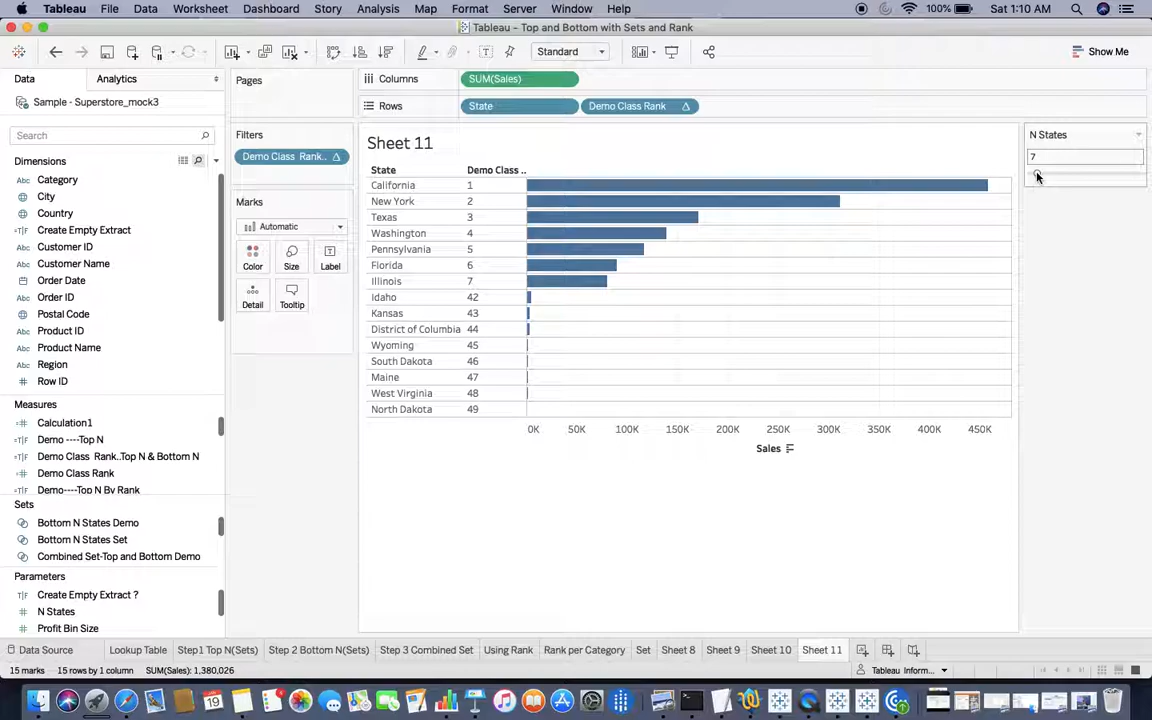 Tableau File Data Worksheet Dashboard Story Analysis Map Format Server Window Help 100% Sat 1:10 AM
Tableau - Top and Bottom with Sets and Rank
Standard Show Me
Data Analytics Pages Columns SUM(Sales)
Sample - Superstore_mock3 Rows State Demo Class Rank
Search Filters Sheet 11 N States
Demo Class Rank.. 7
Dimensions
Category
City
Country
Create Empty Extract
Customer ID
Customer Name
Order Date
Order ID
Postal Code
Product ID
Product Name
Region
Row ID
Measures
Calculation1
Demo ----Top N
Demo Class Rank..Top N & Bottom N
Demo Class Rank
Demo----Top N By Rank
Sets
Bottom N States Demo
Bottom N States Set
Combined Set-Top and Bottom Demo
Parameters
Create Empty Extract ?
N States
Profit Bin Size
Marks
Automatic
Color Size Label
Detail Tooltip
State Demo Class ..
California 1
New York 2
Texas 3
Washington 4
Pennsylvania 5
Florida 6
Illinois 7
Idaho 42
Kansas 43
District of Columbia 44
Wyoming 45
South Dakota 46
Maine 47
West Virginia 48
North Dakota 49
0K 50K 100K 150K 200K 250K 300K 350K 400K 450K
Sales
Data Source Lookup Table Step1 Top N(Sets) Step 2 Bottom N(Sets) Step 3 Combined Set Using Rank Rank per Category Set Sheet 8 Sheet 9 Sheet 10 Sheet 11
15 marks 15 rows by 1 column SUM(Sales): 1,380,026 Tableau Inform...